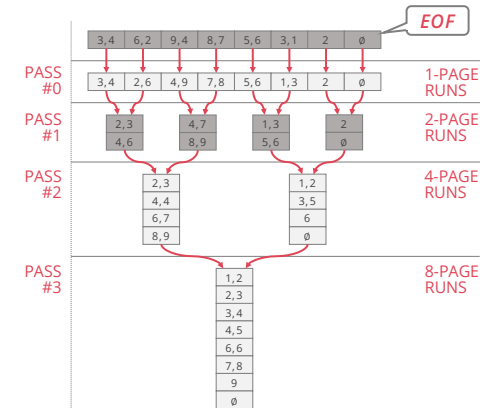 EOF
3,4 6,2 9,4 8,7 5,6 3,1 2 ø
PASS #0
3,4 2,6 4,9 7,8 5,6 1,3 2 ø
1-PAGE RUNS
PASS #1
2,3 4,7 1,3 2
4,6 8,9 5,6 ø
2-PAGE RUNS
PASS #2
2,3 1,2
4,4 3,5
6,7 6
8,9 ø
4-PAGE RUNS
PASS #3
1,2
2,3
3,4
4,5
6,6
7,8
9
ø
8-PAGE RUNS